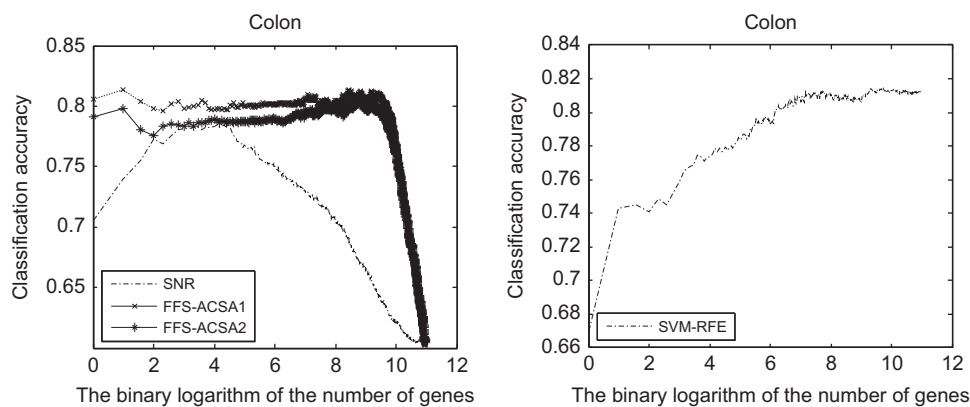 Colon
0.85
0.8
0.75
0.7
0.65
Classification accuracy
SNR
FFS-ACSA1
FFS-ACSA2
0 2 4 6 8 10 12
The binary logarithm of the number of genes
Colon
0.84
0.82
0.8
0.78
0.76
0.74
0.72
0.7
0.68
0.66
Classification accuracy
SVM-RFE
0 2 4 6 8 10 12
The binary logarithm of the number of genes